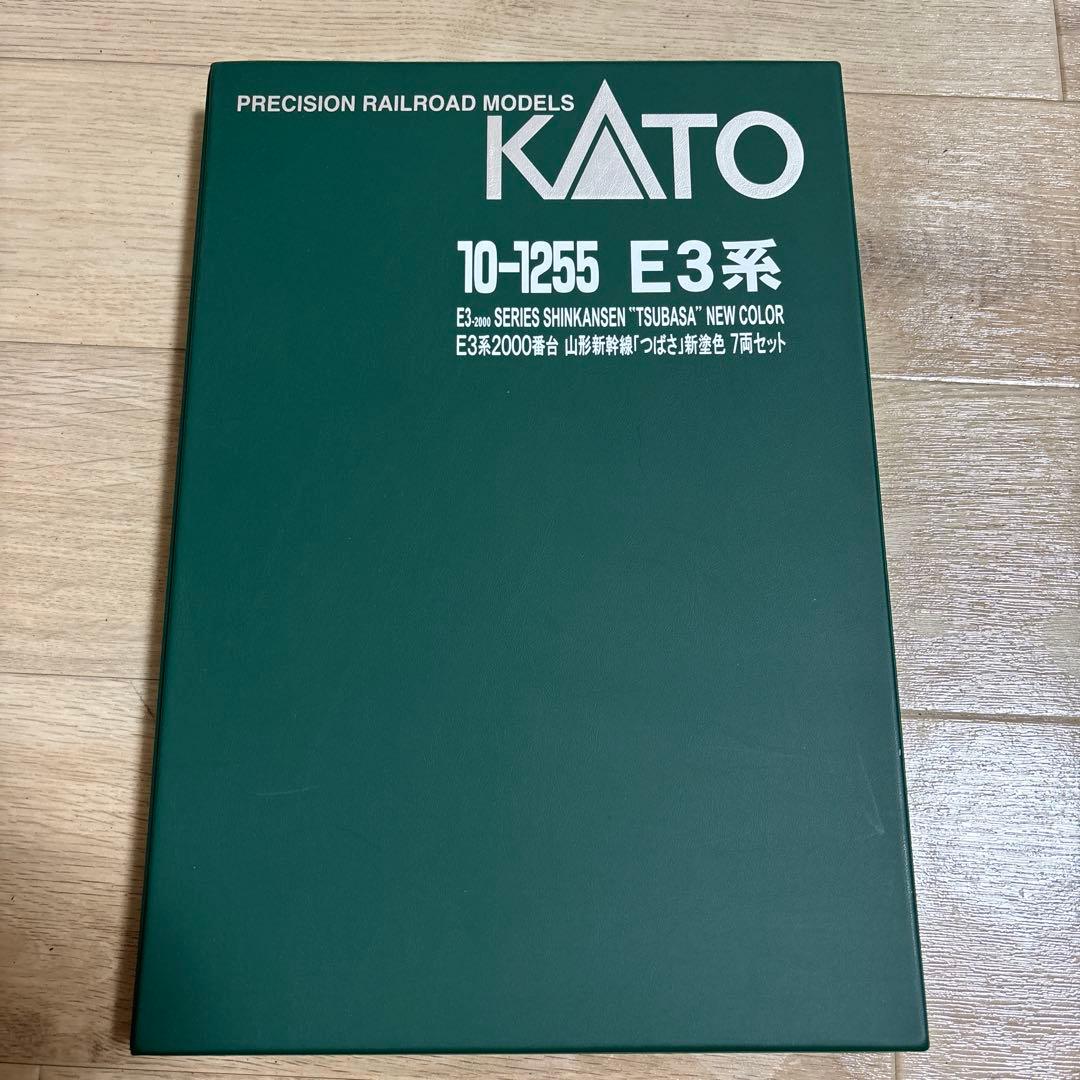 PRECISION RAILROAD MODELS
KATO
10-1255 E3系
E3-2000 SERIES SHINKANSEN "TSUBASA" NEW COLOR
E3系2000番台 山形新幹線「つばさ」新塗色 7両セット